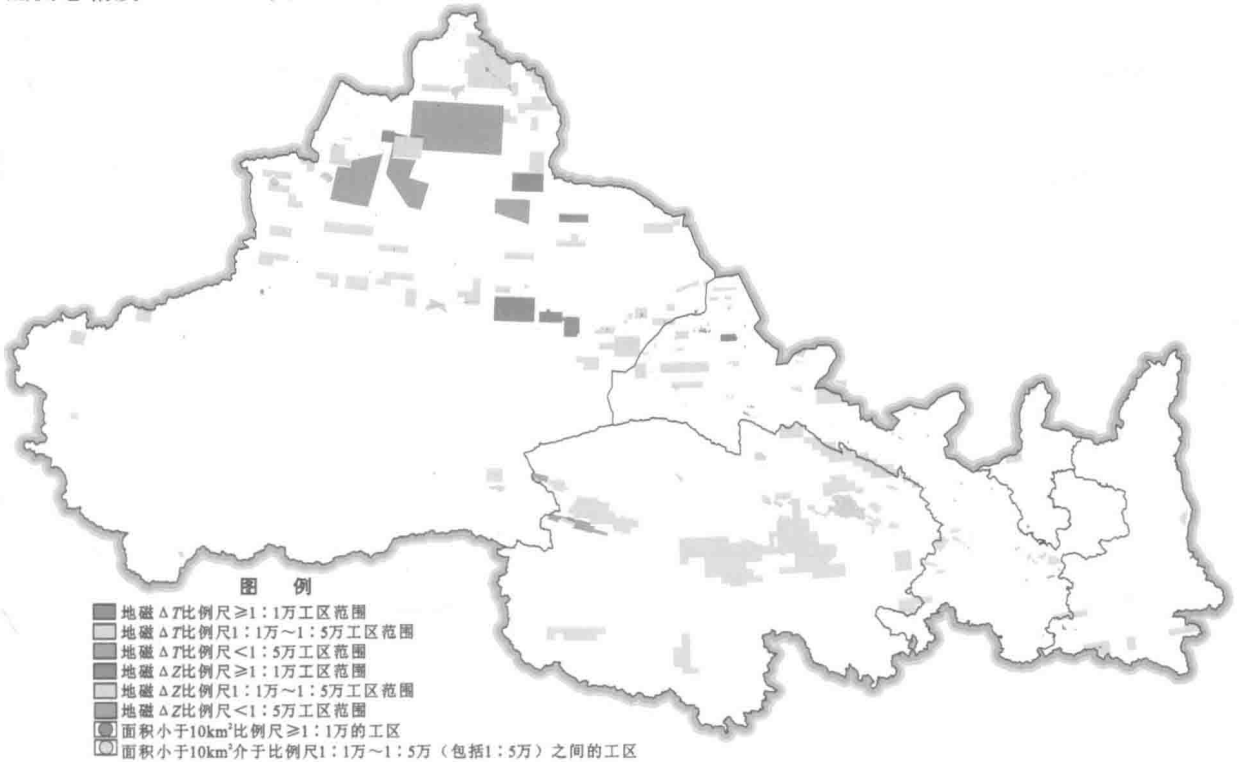 图 例
地磁ΔT比例尺≥1：1万工区范围
地磁ΔT比例尺1：1万～1：5万工区范围
地磁ΔT比例尺<1：5万工区范围
地磁ΔZ比例尺≥1：1万工区范围
地磁ΔZ比例尺1：1万～1：5万工区范围
地磁ΔZ比例尺<1：5万工区范围
面积小于10km²比例尺≥1：1万的工区
面积小于10km²介于比例尺1：1万～1：5万（包括1：5万）之间的工区